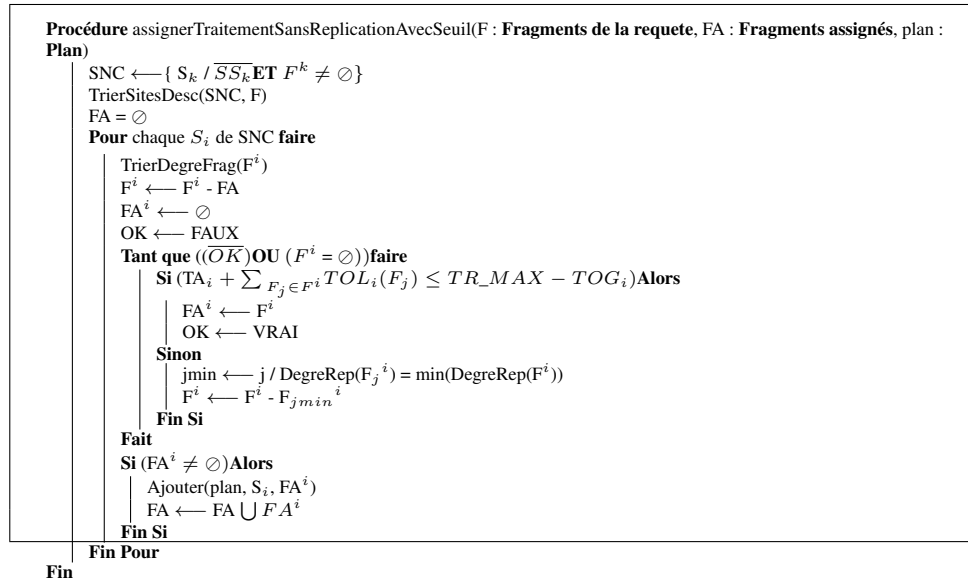 Procédure assignerTraitementSansReplicationAvecSeuil(F : Fragments de la requete, FA : Fragments assignés, plan :
Plan)
SNC ⟵ { S_k / \overline{SS_k} ET F^k ≠ ∅}
TrierSitesDesc(SNC, F)
FA = ∅
Pour chaque S_i de SNC faire
TrierDegreFrag(F^i)
F^i ⟵ F^i - FA
FA^i ⟵ ∅
OK ⟵ FAUX
Tant que ((\overline{OK})OU (F^i = ∅))faire
Si (TA_i + ∑_{F_j ∈ F^i} TOL_i(F_j) ≤ TR_MAX − TOG_i)Alors
FA^i ⟵ F^i
OK ⟵ VRAI
Sinon
jmin ⟵ j / DegreRep(F_j^i) = min(DegreRep(F^i))
F^i ⟵ F^i - F_{jmin}^i
Fin Si
Fait
Si (FA^i ≠ ∅)Alors
Ajouter(plan, S_i, FA^i)
FA ⟵ FA ⋃ FA^i
Fin Si
Fin Pour
Fin